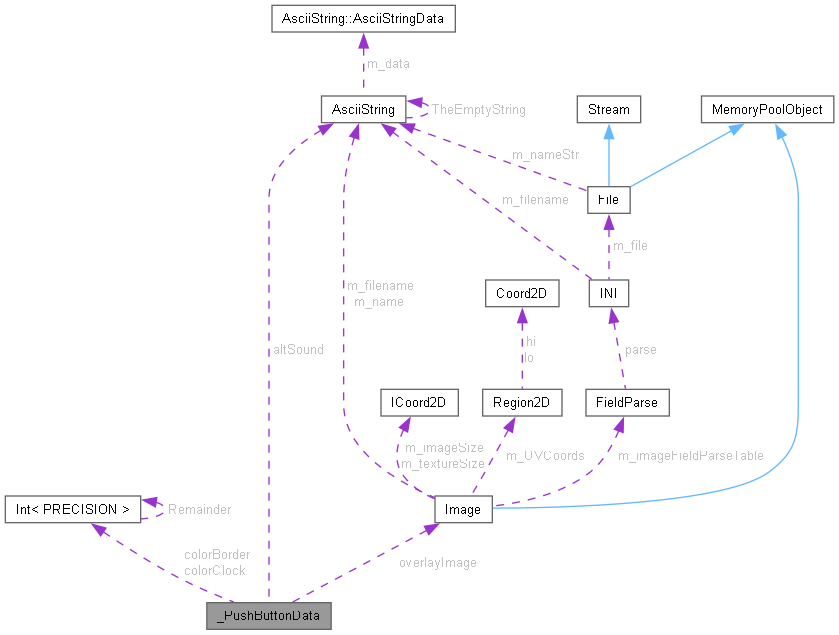 AsciiString::AsciiStringData
m_data
AsciiString
TheEmptyString
Stream
MemoryPoolObject
m_nameStr
m_filename
File
m_file
m_filename
m_name
Coord2D
INI
hi
lo
altSound
parse
ICoord2D
Region2D
FieldParse
m_imageSize
m_textureSize
m_UVCoords
m_imageFieldParseTable
Int< PRECISION >
Remainder
Image
colorBorder
colorClock
overlayImage
_PushButtonData